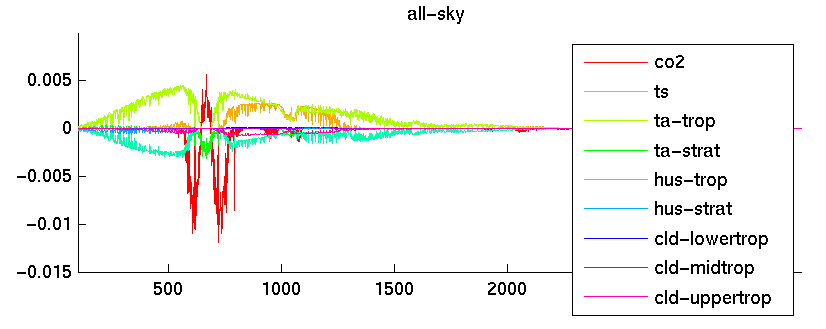 all-sky
0.005
0
-0.005
-0.01
-0.015
500
1000
1500
2000
co2
ts
ta-trop
ta-strat
hus-trop
hus-strat
cld-lowertrop
cld-midtrop
cld-uppertrop